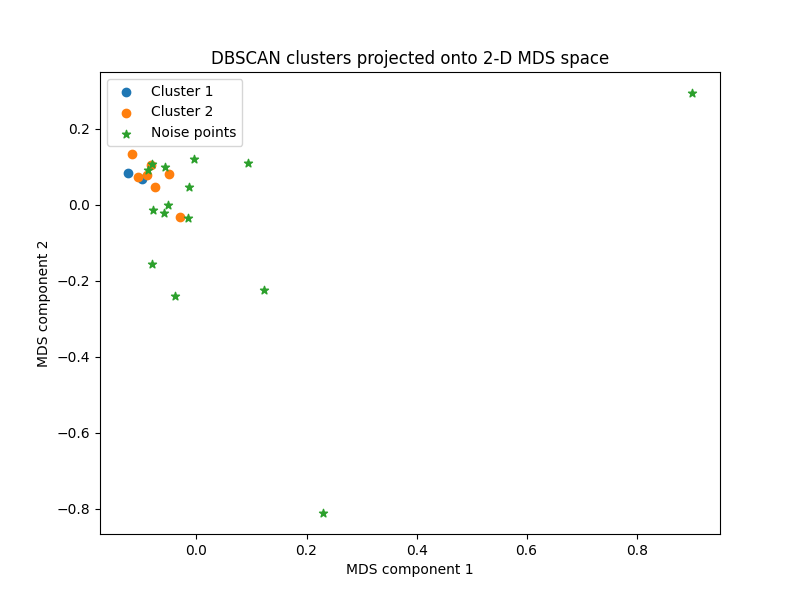 DBSCAN clusters projected onto 2-D MDS space
Cluster 1
Cluster 2
Noise points
0.2
0.0
−0.2
−0.4
−0.6
−0.8
MDS component 2
0.0 0.2 0.4 0.6 0.8
MDS component 1